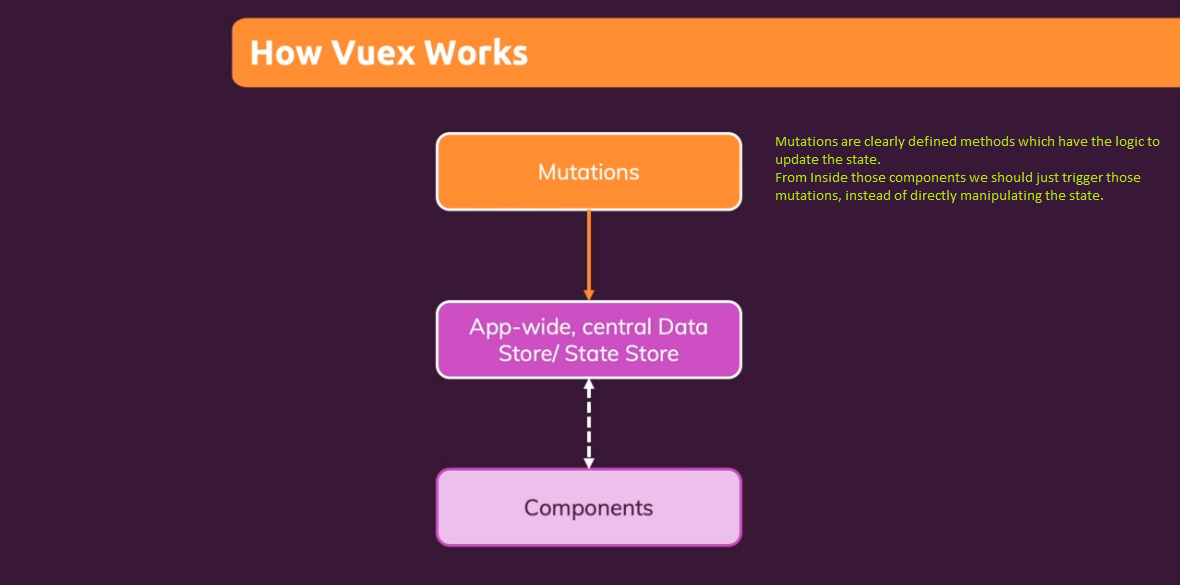 How Vuex Works
Mutations
Mutations are clearly defined methods which have the logic to
update the state.
From Inside those components we should just trigger those
mutations, instead of directly manipulating the state.
App-wide, central Data
Store/ State Store
Components